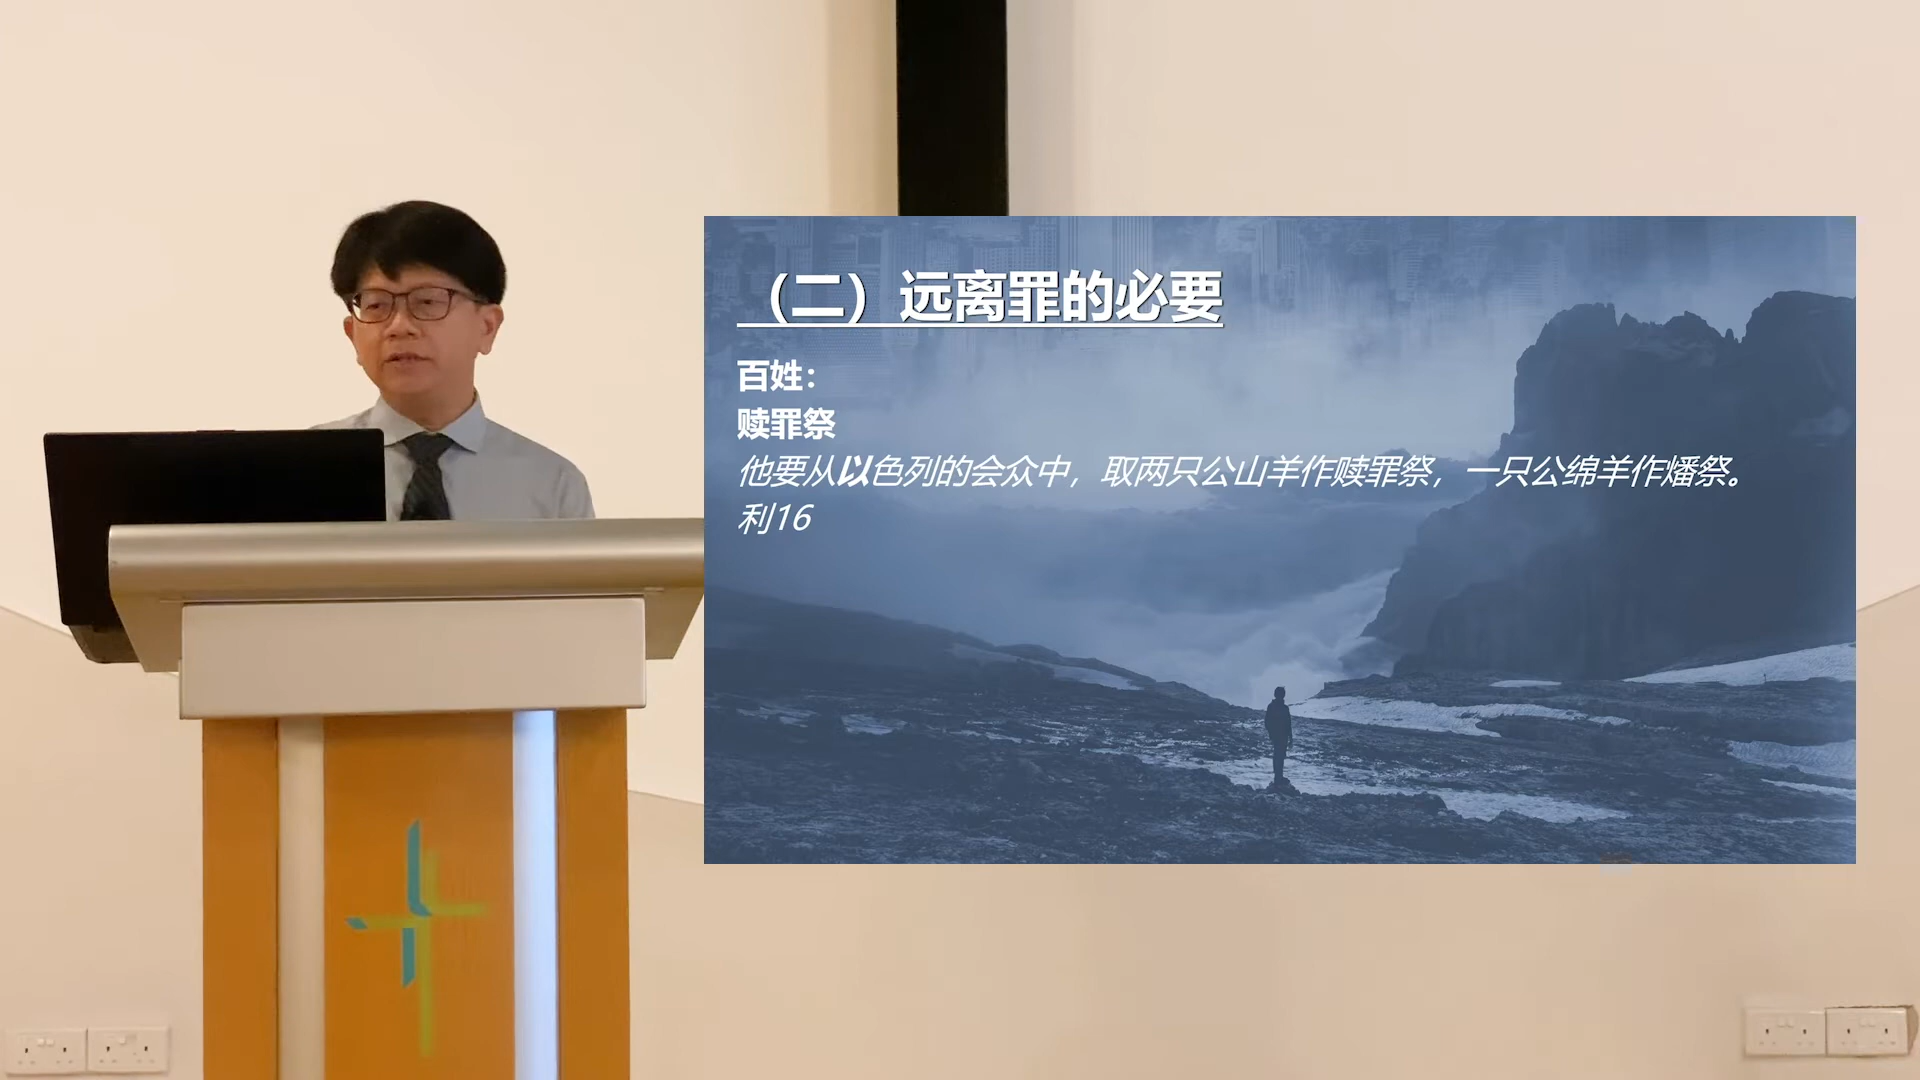 （二）远离罪的必要
百姓：
赎罪祭
他要从以色列的会众中，取两只公山羊作赎罪祭， 一只公绵羊作燔祭。
利16